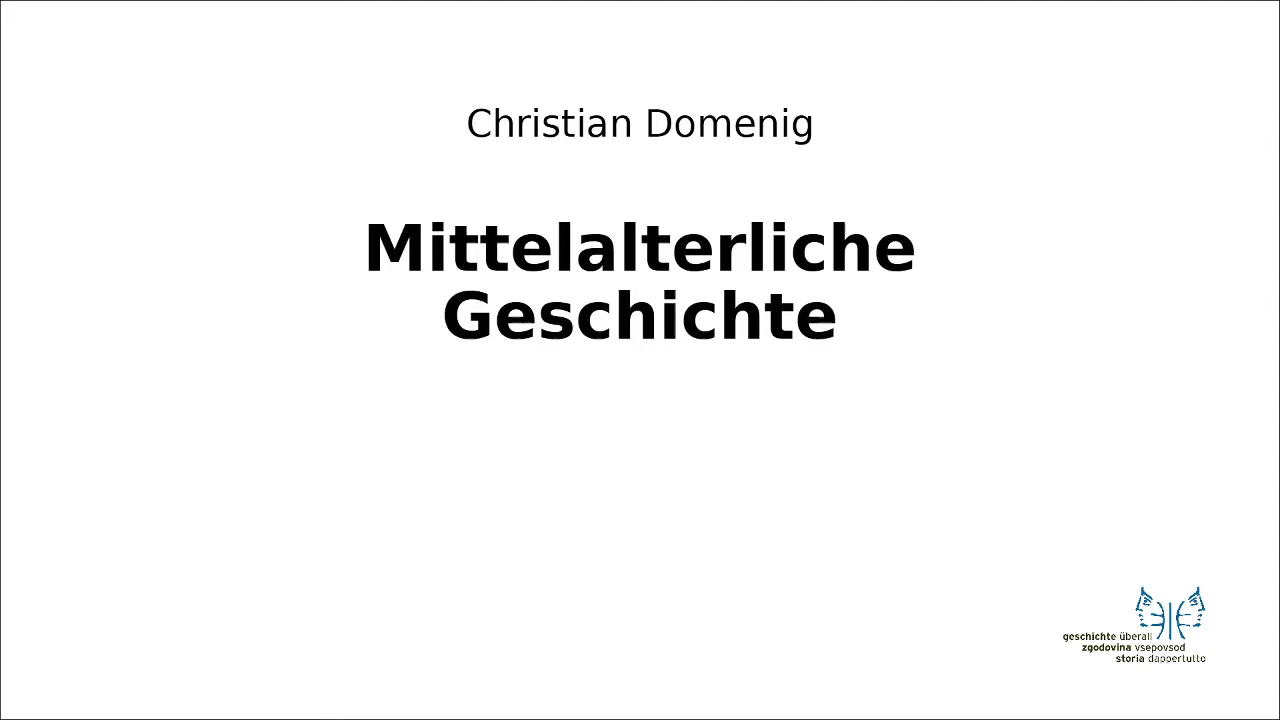 Christian Domenig
Mittelalterliche
Geschichte
geschichte überall
zgodovina vsepovsod
storia dappertutto